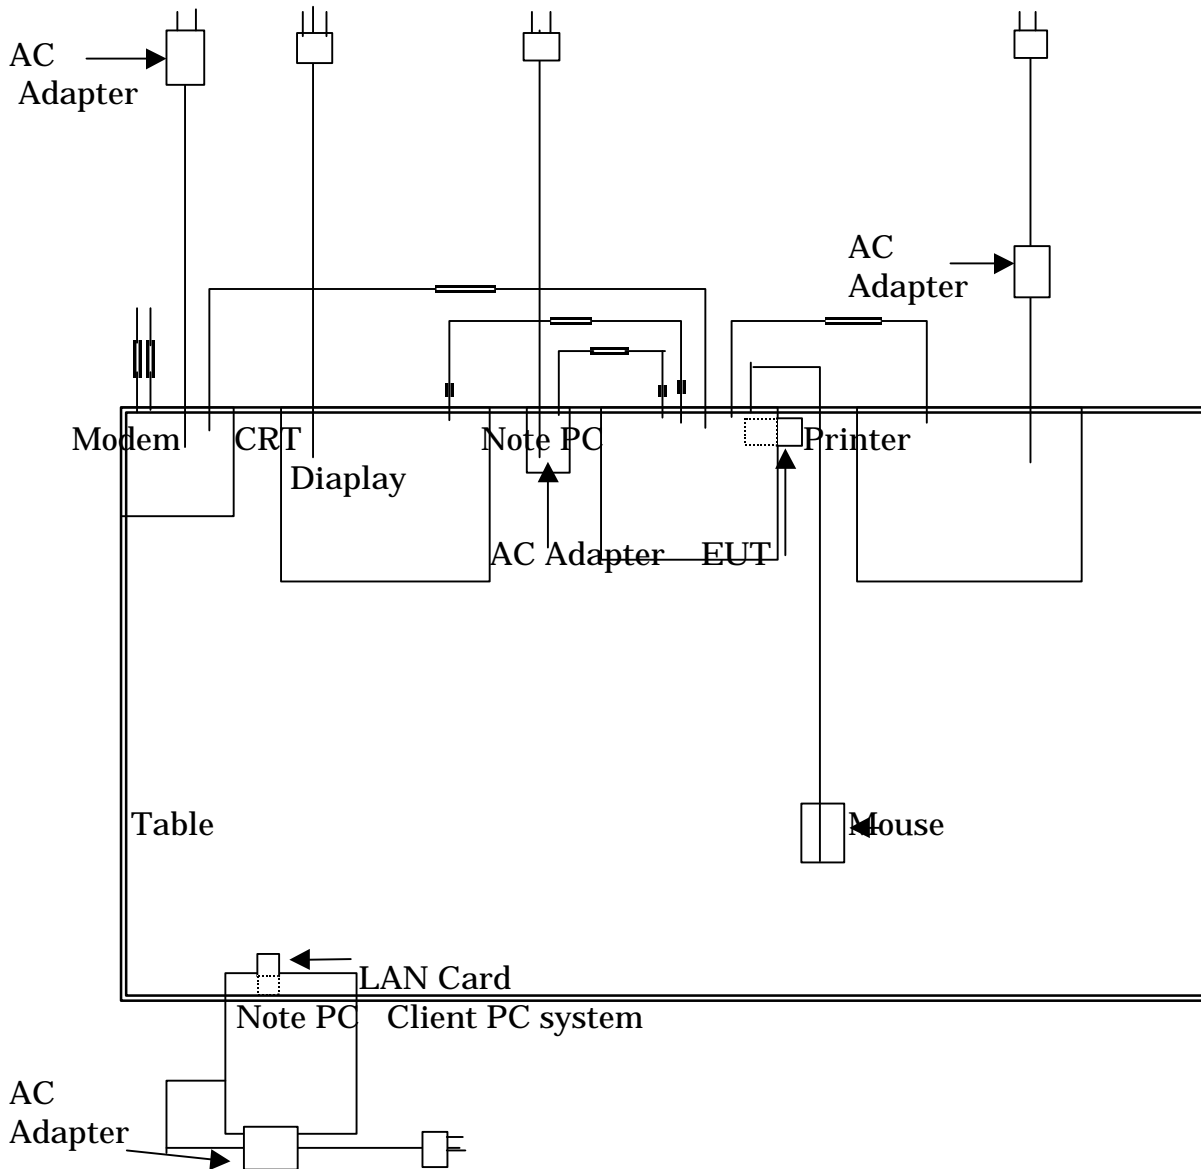 AC
Adapter
AC
Adapter
Modem CRT Note PC Printer
Diaplay
AC Adapter EUT
Table Mouse
LAN Card
Note PC Client PC system
AC
Adapter